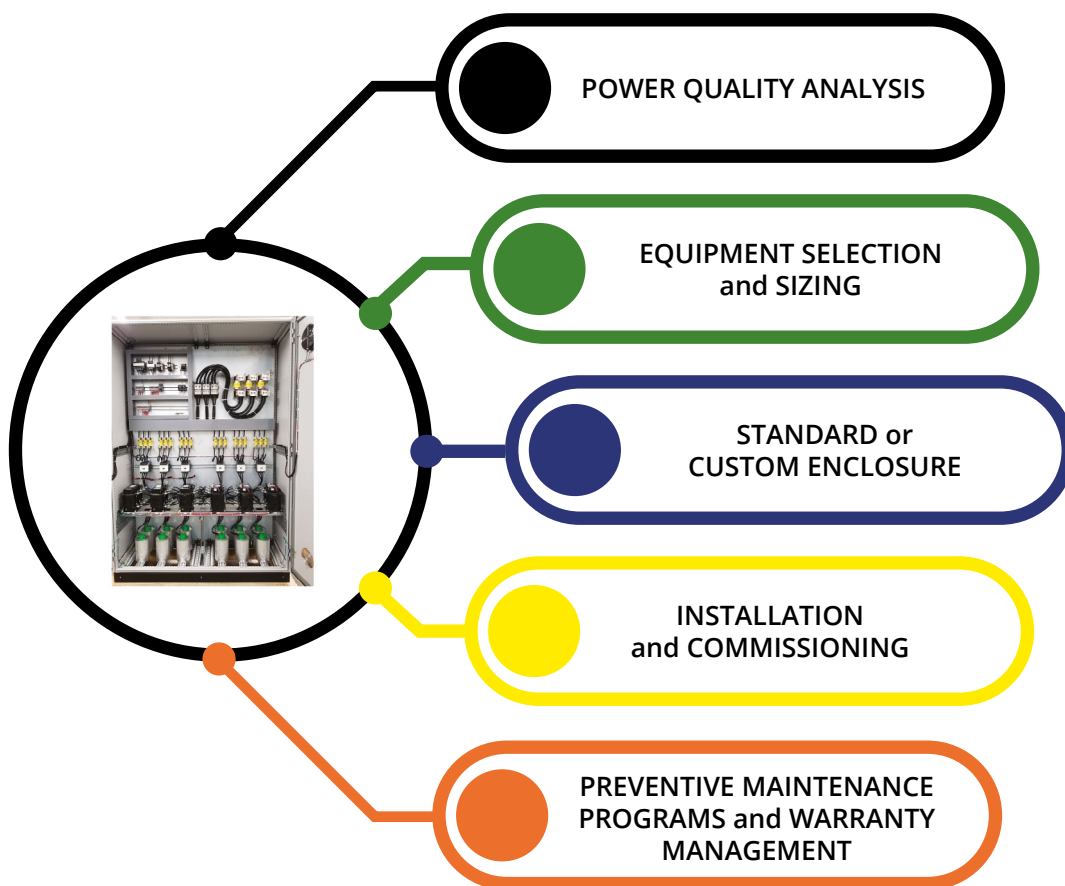 POWER QUALITY ANALYSIS
EQUIPMENT SELECTION
and SIZING
STANDARD or
CUSTOM ENCLOSURE
INSTALLATION
and COMMISSIONING
PREVENTIVE MAINTENANCE
PROGRAMS and WARRANTY
MANAGEMENT